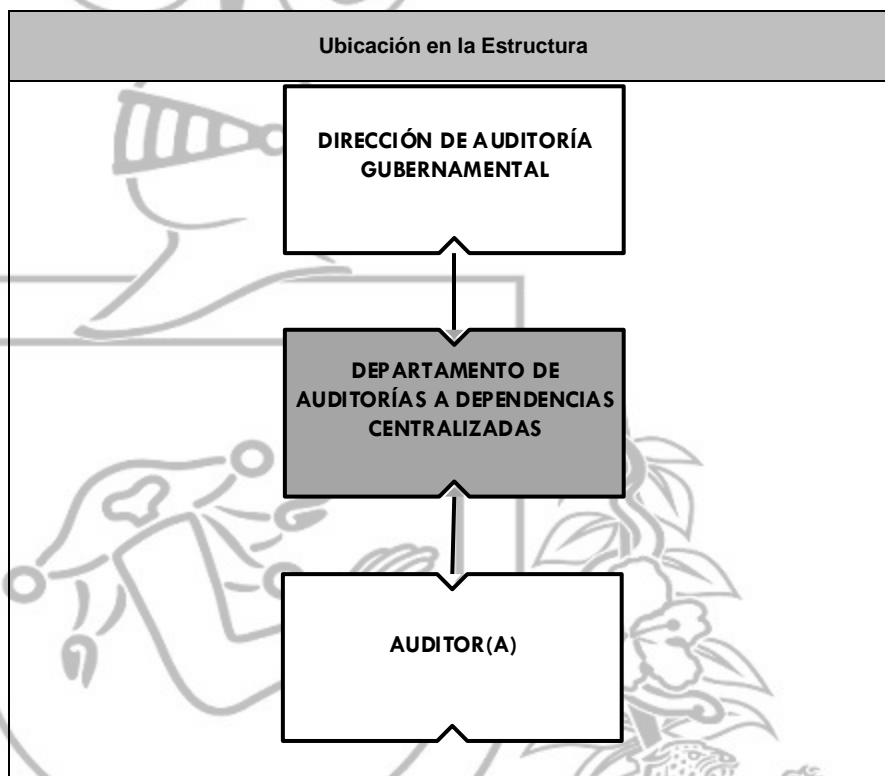 Ubicación en la Estructura
DIRECCIÓN DE AUDITORÍA
GUBERNAMENTAL
DEPARTAMENTO DE
AUDITORÍAS A DEPENDENCIAS
CENTRALIZADAS
AUDITOR(A)